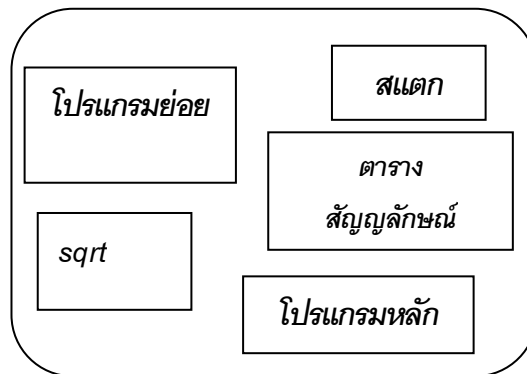 สแตก
โปรแกรมย่อย
ตาราง
สัญญลักษณ์
sqrt
โปรแกรมหลัก